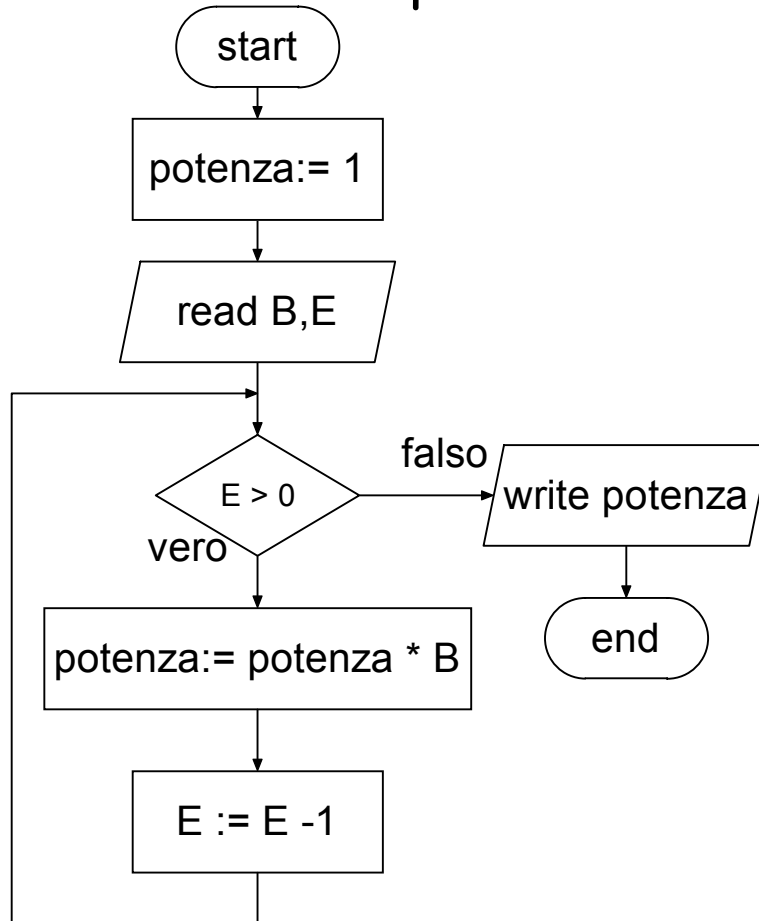 start
potenza:= 1
read B,E
falso
E > 0
write potenza
vero
end
potenza:= potenza * B
E := E -1